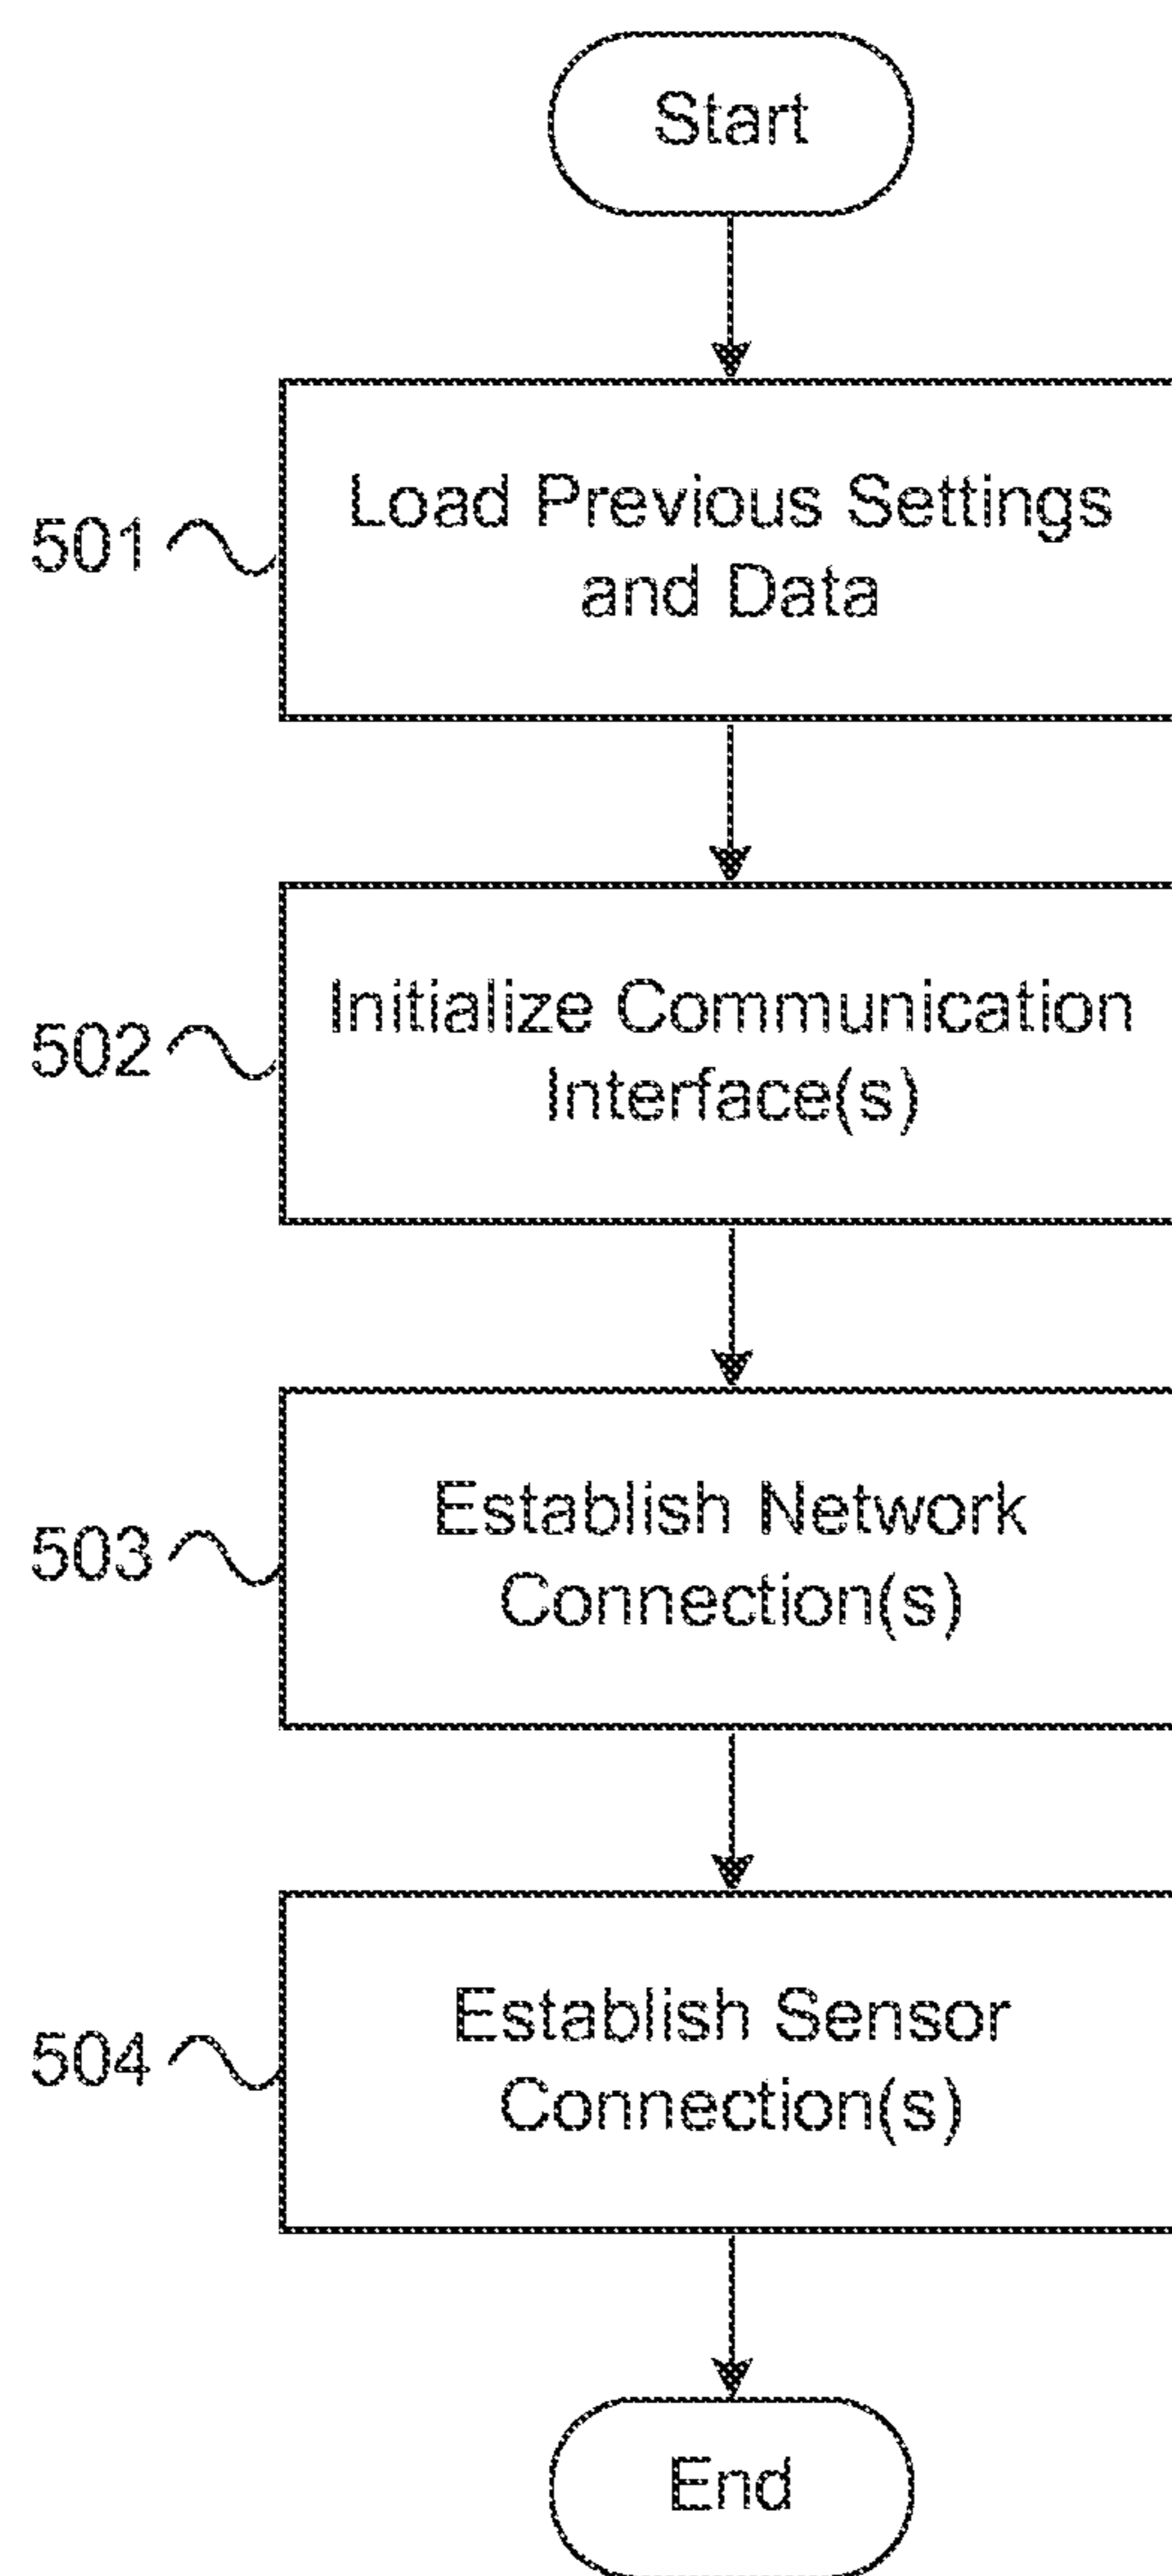 Start
Load Previous Settings
and Data
501
Initialize Communication
Interface(s)
502
Establish Network
Connection(s)
503
Establish Sensor
Connection(s)
504
End